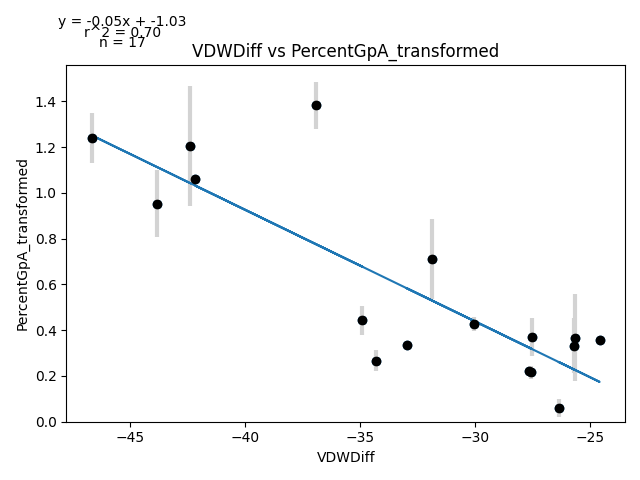 y = -0.05x + -1.03
r^2 = 0.70
n = 17
VDWDiff vs PercentGpA_transformed
PercentGpA_transformed
1.4
1.2
1.0
0.8
0.6
0.4
0.2
0.0
−45
−40
−35
−30
−25
VDWDiff